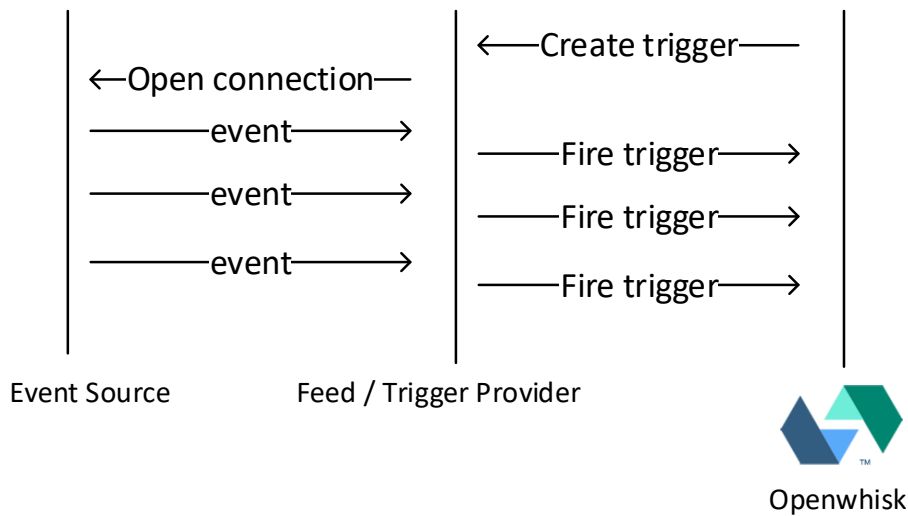 Create trigger
Open connection
event
Fire trigger
event
Fire trigger
event
Fire trigger
Event Source
Feed / Trigger Provider
TM
Openwhisk